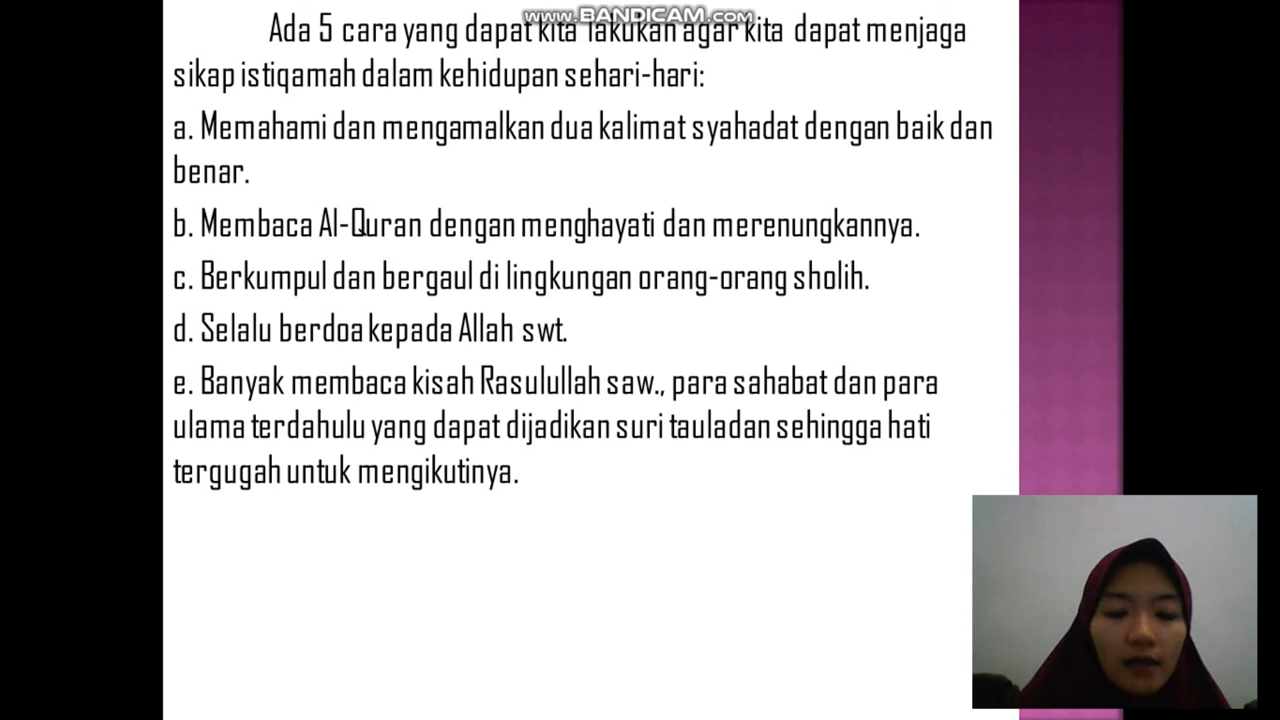 www.BANDICAM.com
Ada 5 cara yang dapat kita lakukan agar kita dapat menjaga
sikap istiqamah dalam kehidupan sehari-hari:
a. Memahami dan mengamalkan dua kalimat syahadat dengan baik dan
benar.
b. Membaca Al-Quran dengan menghayati dan merenungkannya.
c. Berkumpul dan bergaul di lingkungan orang-orang sholih.
d. Selalu berdoa kepada Allah swt.
e. Banyak membaca kisah Rasulullah saw., para sahabat dan para
ulama terdahulu yang dapat dijadikan suri tauladan sehingga hati
tergugah untuk mengikutinya.